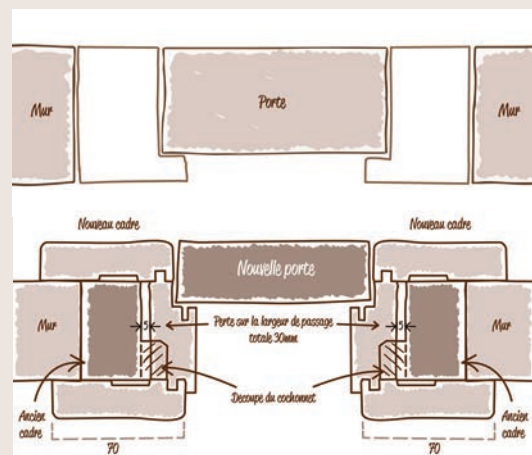 Mur
Porte
Mur
Nouveau cadre
Nouveau cadre
Nouvelle porte
Mur
5
Perte sur la largeur de passage
totale 30mm
5
Mur
Ancien
cadre
Decoupe du cochonnet
Ancien
cadre
70
70